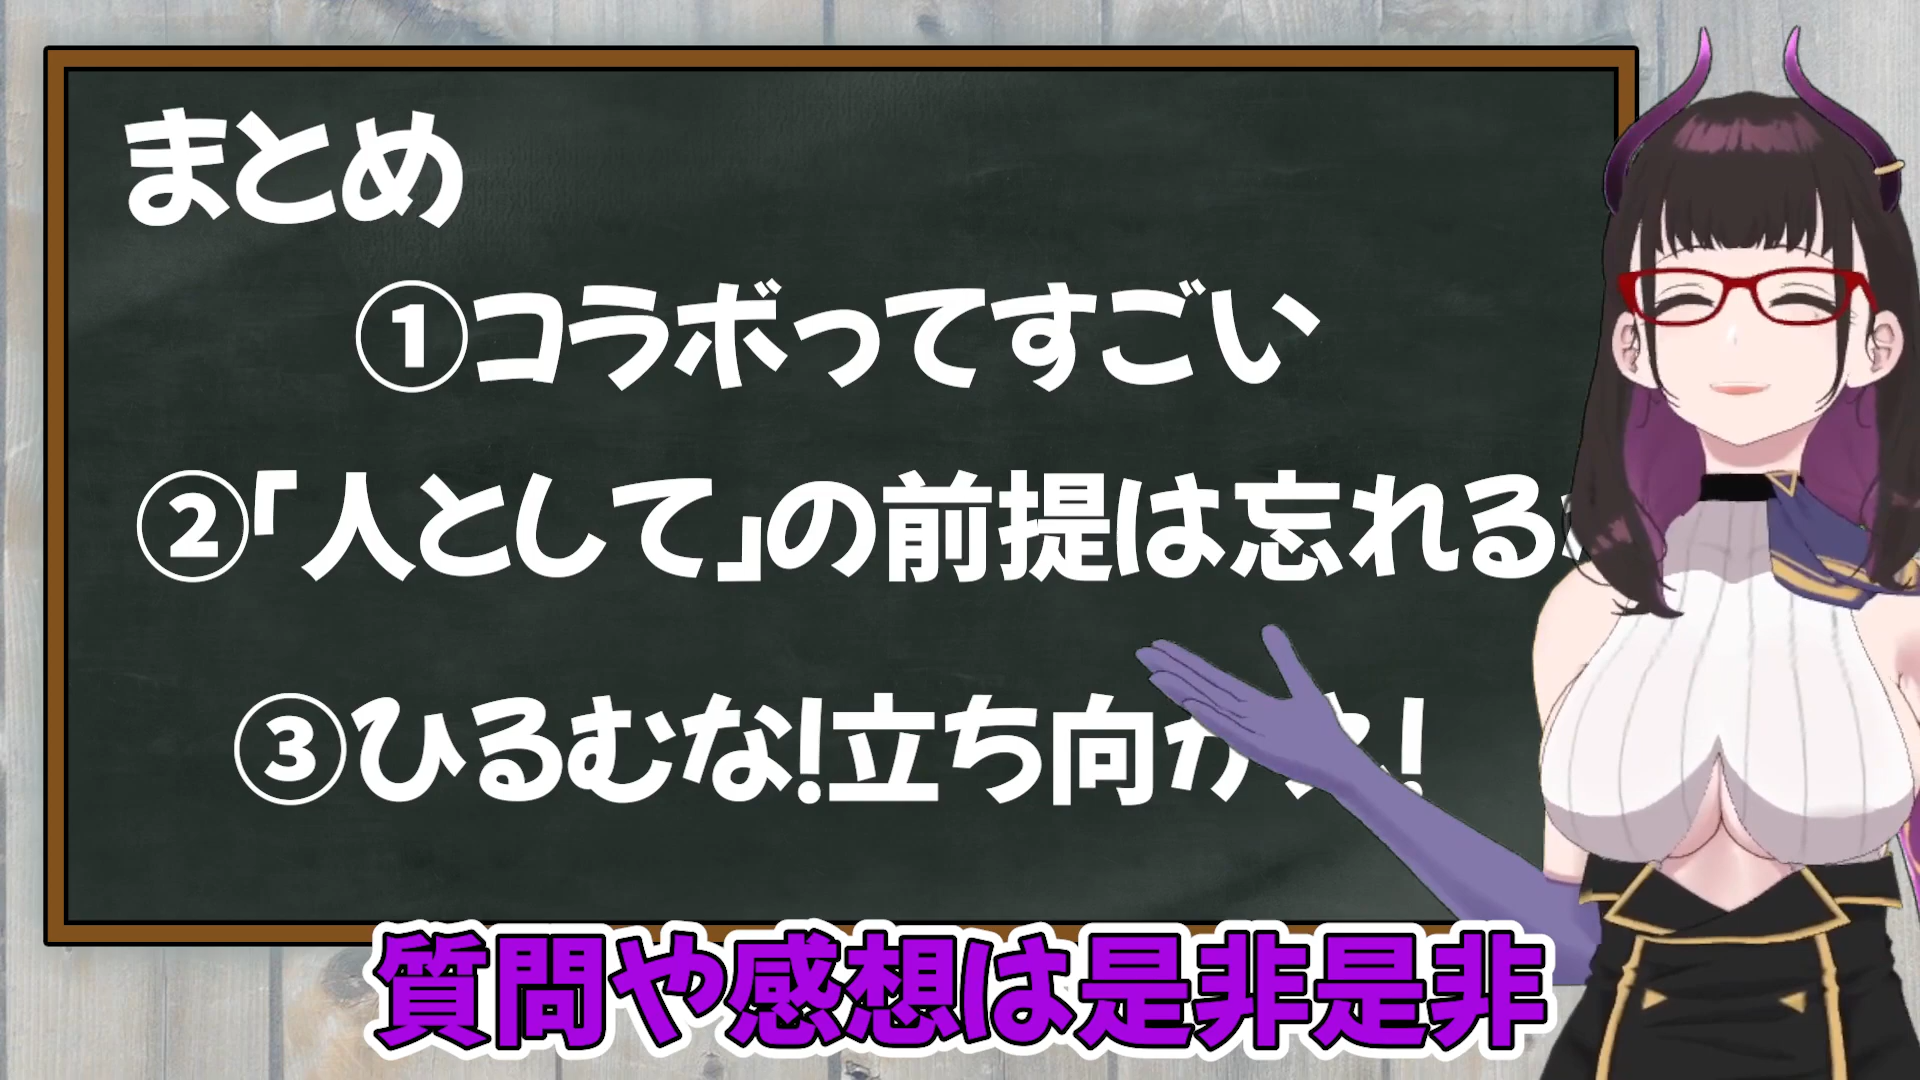 まとめ
①コラボってすごい
②「人として」の前提は忘れる
③ひるむな!立ち向かえ!
質問や感想は是非是非